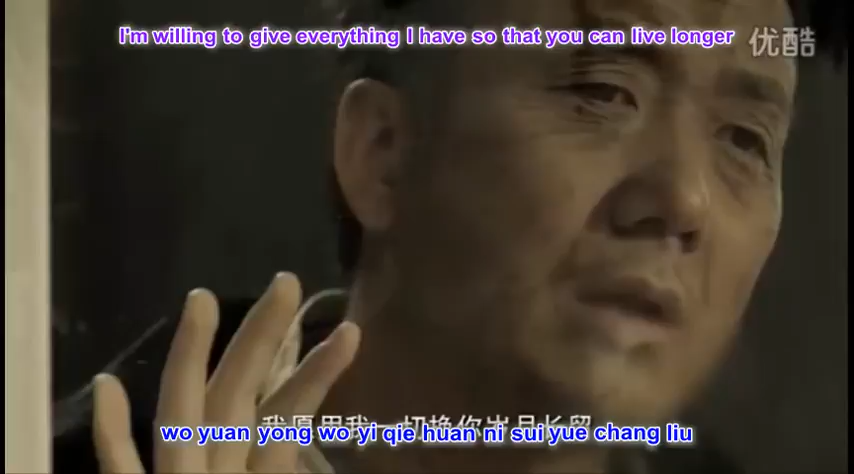 I'm willing to give everything I have so that you can live longer
优酷
我愿用我一切换你岁月长留
wo yuan yong wo yi qie huan ni sui yue chang liu